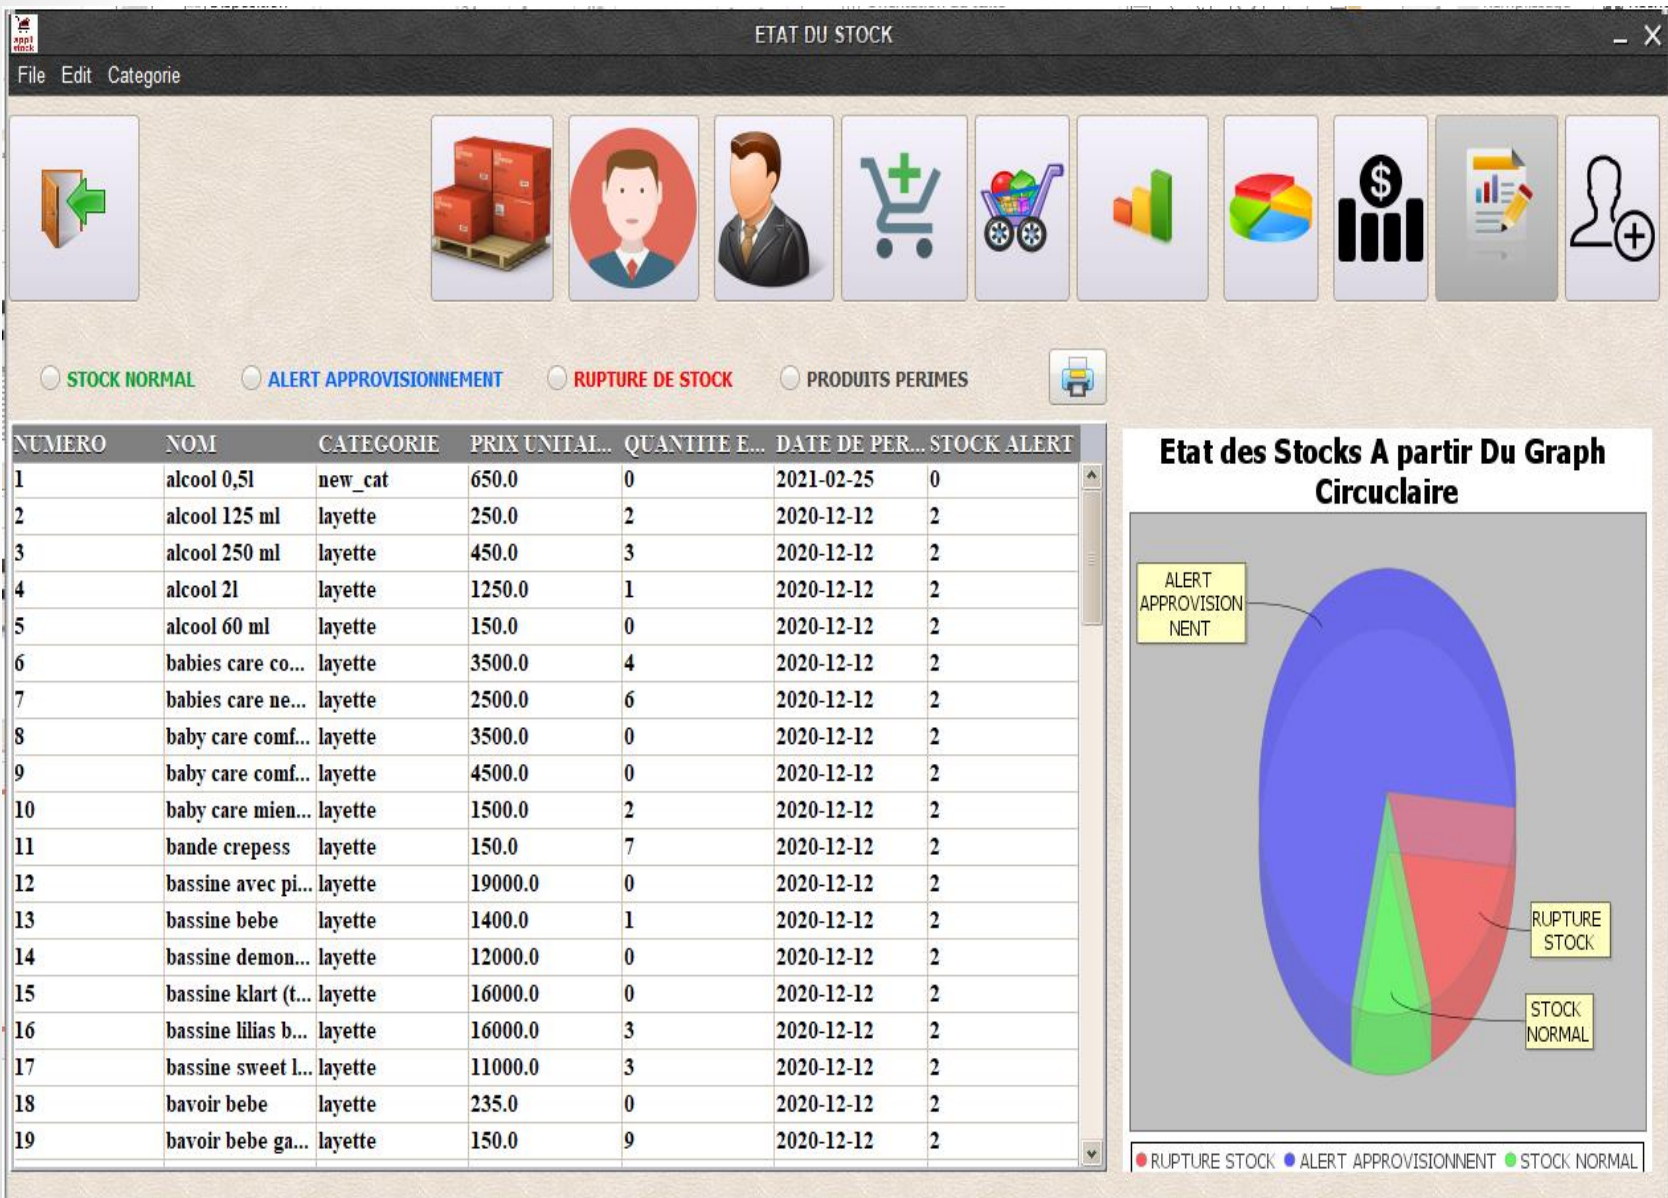 appli
stock
ETAT DU STOCK
File Edit Categorie
STOCK NORMAL ALERT APPROVISIONNEMENT RUPTURE DE STOCK PRODUITS PERIMES
NUMERO NOM CATEGORIE PRIX UNITAI... QUANTITE E... DATE DE PER... STOCK ALERT
1 alcool 0,5l new_cat 650.0 0 2021-02-25 0
2 alcool 125 ml layette 250.0 2 2020-12-12 2
3 alcool 250 ml layette 450.0 3 2020-12-12 2
4 alcool 2l layette 1250.0 1 2020-12-12 2
5 alcool 60 ml layette 150.0 0 2020-12-12 2
6 babies care co... layette 3500.0 4 2020-12-12 2
7 babies care ne... layette 2500.0 6 2020-12-12 2
8 baby care comf... layette 3500.0 0 2020-12-12 2
9 baby care comf... layette 4500.0 0 2020-12-12 2
10 baby care mien... layette 1500.0 2 2020-12-12 2
11 bande crepess layette 150.0 7 2020-12-12 2
12 bassine avec pi... layette 19000.0 0 2020-12-12 2
13 bassine bebe layette 1400.0 1 2020-12-12 2
14 bassine demon... layette 12000.0 0 2020-12-12 2
15 bassine klart (t... layette 16000.0 0 2020-12-12 2
16 bassine lilias b... layette 16000.0 3 2020-12-12 2
17 bassine sweet l... layette 11000.0 3 2020-12-12 2
18 bavoir bebe layette 235.0 0 2020-12-12 2
19 bavoir bebe ga... layette 150.0 9 2020-12-12 2
Etat des Stocks A partir Du Graph
Circuclaire
ALERT
APPROVISION
NENT
RUPTURE
STOCK
STOCK
NORMAL
RUPTURE STOCK ALERT APPROVISIONNENT STOCK NORMAL